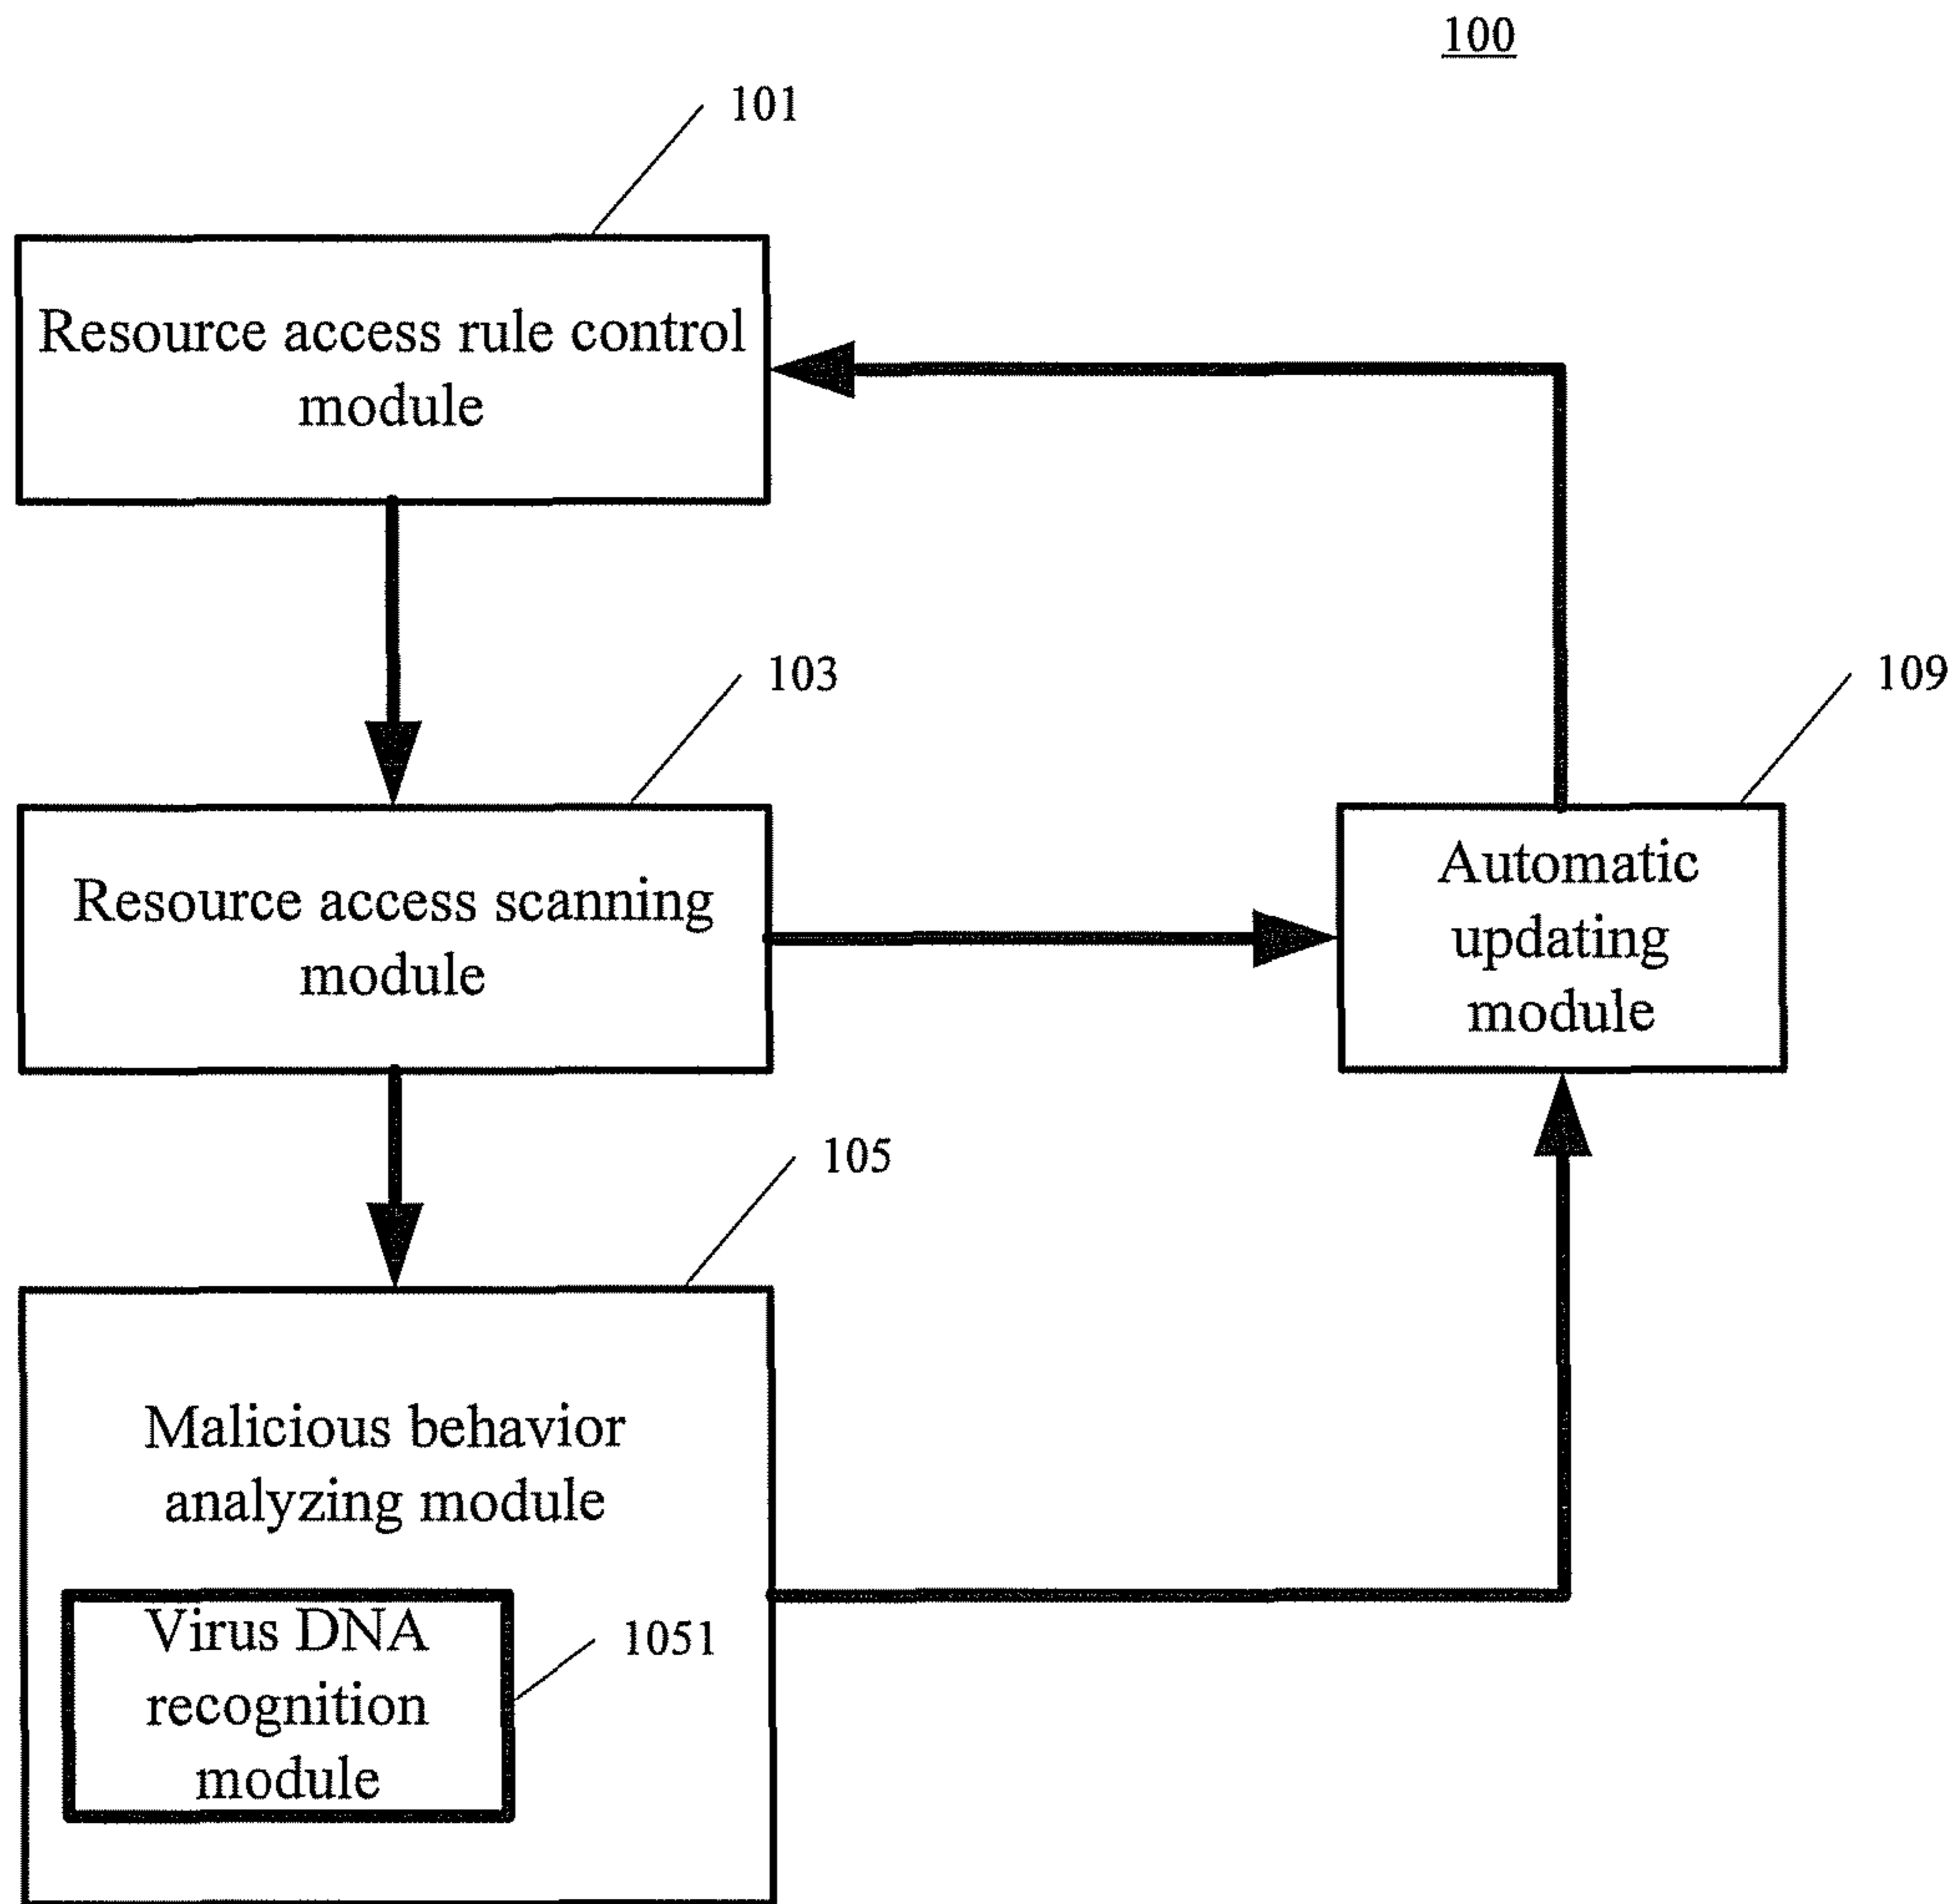 100
101
Resource access rule control
module
103
Resource access scanning
module
109
Automatic
updating
module
105
Malicious behavior
analyzing module
Virus DNA
recognition
module
1051